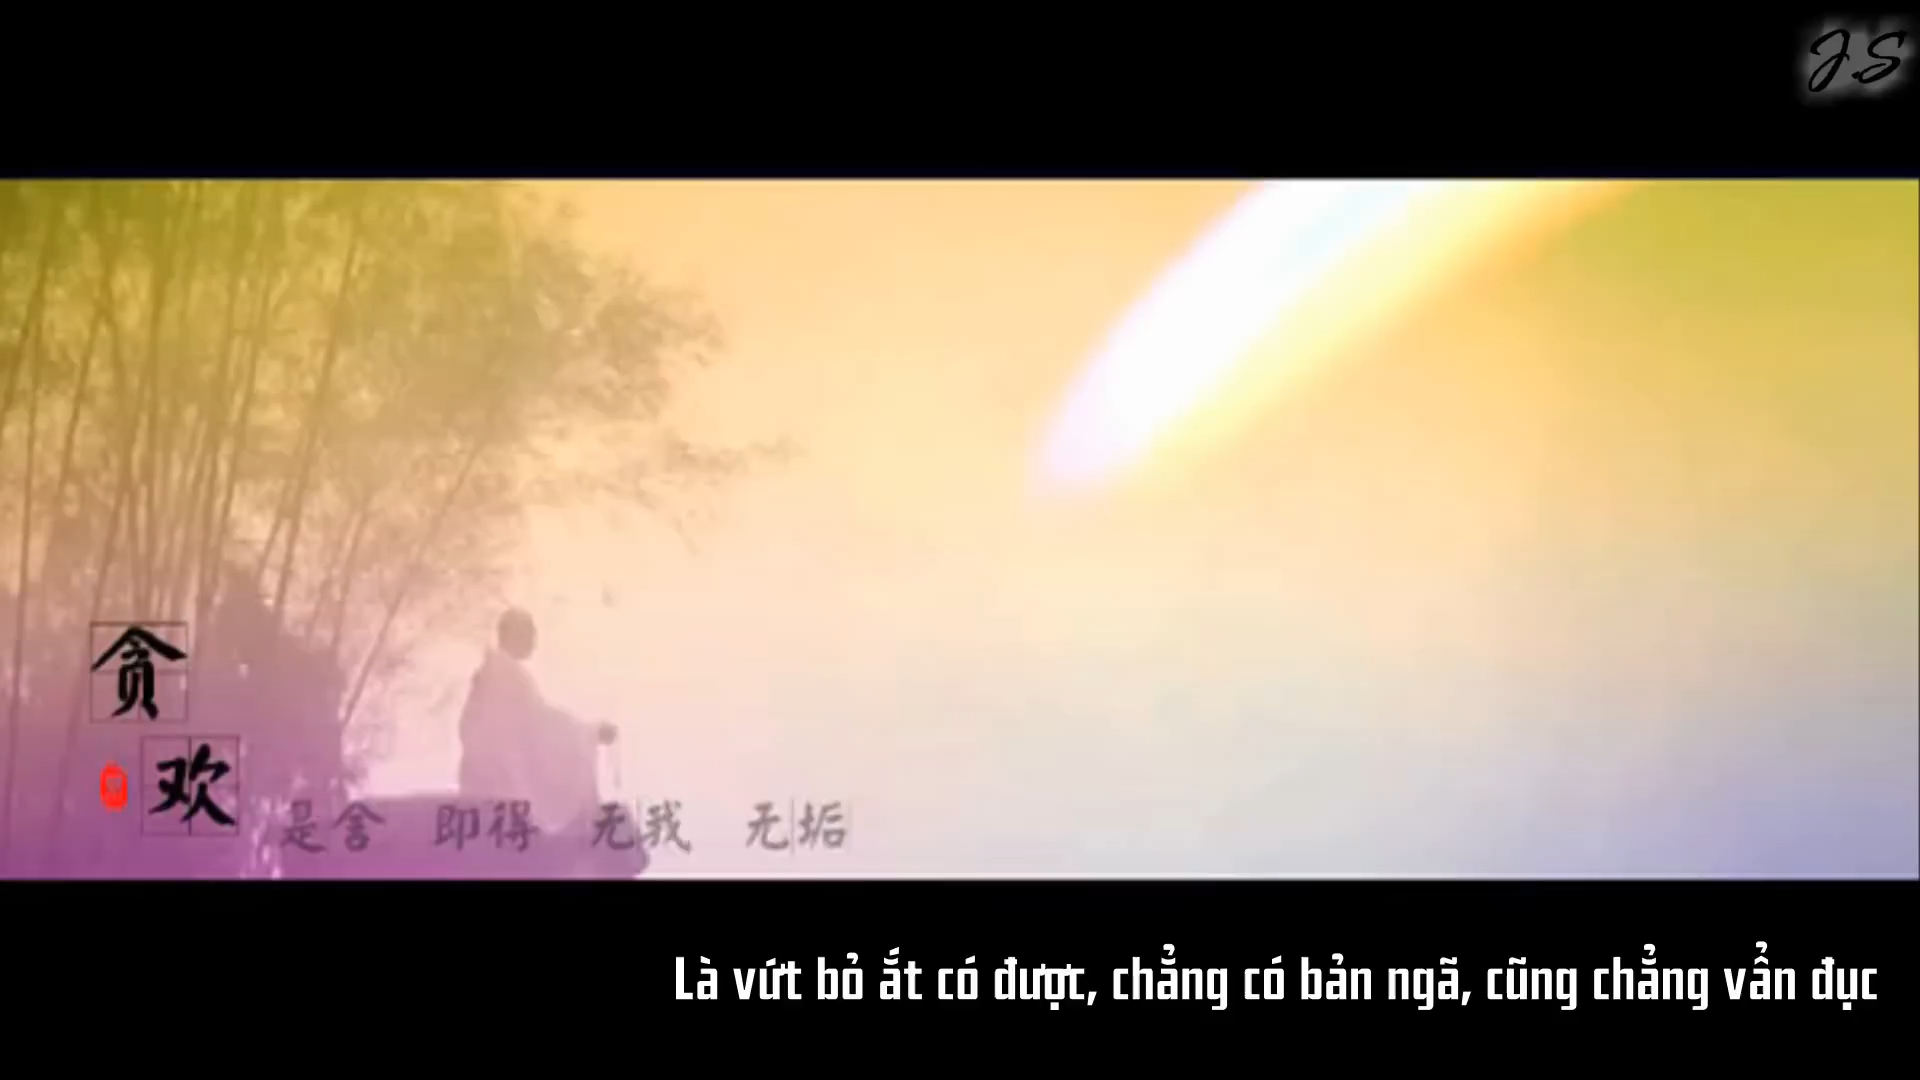 J.S
贪
欢
是舍 即得 无我 无垢
Là vứt bỏ ắt có được, chẳng có bản ngã, cũng chẳng vẩn đục